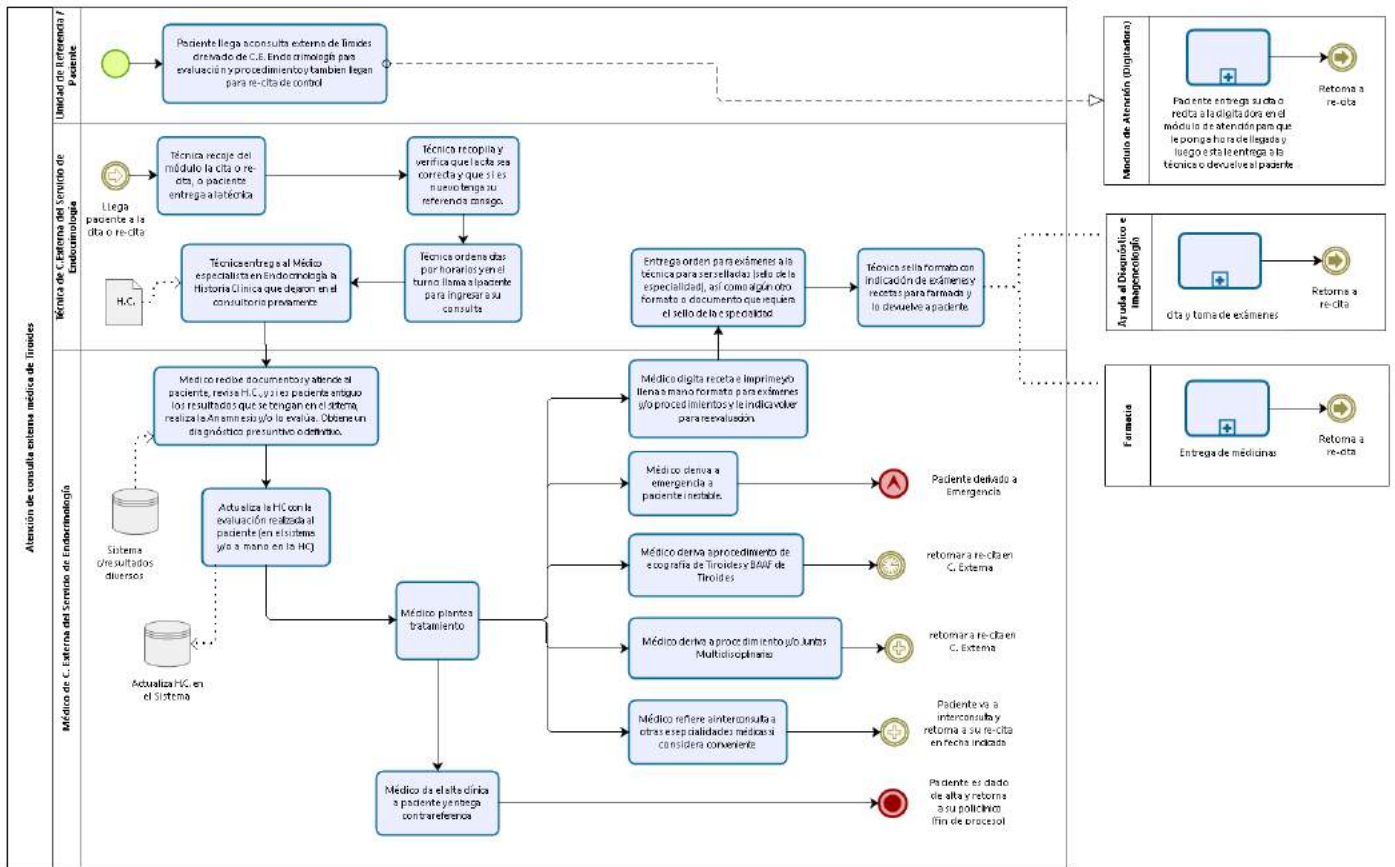 Atención de consulta externa médica de Tiroides
Unidad de Referencia /
Paciente
Paciente llega a consulta externa de Tiroides
dreivado de C.E. Endocrimología para
evaluación y procedimiento y tambien llegan
para re-cita de control
Técnica de C.Externa del Servicio de
Endocrinología
Llega
paciente a la
cita o re-cita
Técnica recoje del
módulo la cita o re-
cita, o paciente
entrega a la técnica
Técnica recopila y
verifica que la cita sea
correcta y que si es
nuevo tenga su
referencia consigo.
Técnica ordena citas
por horarios y en el
turno llama al paciente
para ingresar a su
consulta
Técnica entrega al Médico
especialista en Endocrinología la
Historia Clínica que dejaron en el
consultorio previamente
H.C.
Entrega orden para exámenes a la
técnica para ser selladas (sello de la
especialidad), así como algún otro
formato o documento que requiera
el sello de la especialidad
Técnica sella formato con
indicación de exámenes y
recetas para farmacia y
lo devuelve a paciente.
Médico de C. Externa del Servicio de Endocrinología
Médico recibe documentos y atiende al
paciente, revisa H.C., y si es paciente antiguo
los resultados que se tengan en el sistema,
realiza la Anamnesis y/o lo evalúa. Obtiene un
diagnóstico presuntivo o definitivo.
Sistema
c/resultados
diversos
Actualiza la HC con la
evaluación realizada al
paciente (en el sistema
y/o a mano en la HC)
Actualiza H.C. en
el Sistema
Médico plantea
tratamiento
Médico digita receta e imprime y/o
llena a mano formato para exámenes
y/o procedimientos y le indica volver
para reevaluación.
Médico deriva a
emergencia a
paciente inestable.
Paciente derivado a
Emergencia
Médico deriva a procedimiento de
ecografía de Tiroides y BAAF de
Tiroides
retornar a re-cita en
C. Externa
Médico deriva a procedimiento y/o Juntas
Multidisciplinarias
retornar a re-cita en
C. Externa
Médico refiere a interconsulta a
otras esepcialidades médicas si
considera conveniente
Paciente va a
interconsulta y
retorna a su re-cita
en fecha indicada
Médico da el alta clínica
a paciente y entrega
contrareferencia
Paciente es dado
de alta y retorna
a su policlínico
(fin de proceso)
Modulo de Atención (Digitadora)
Paciente entrega su cita o
recita a la digitadora en el
módulo de atención para que
le ponga hora de llegada y
luego esta le entrega a la
técnica o devuelve al paciente
Retorna a
re-cita
Ayuda al Diagnóstico e
Imageneología
cita y toma de exámenes
Retorna a
re-cita
Farmacia
Entrega de médicinas
Retorna a
re-cita